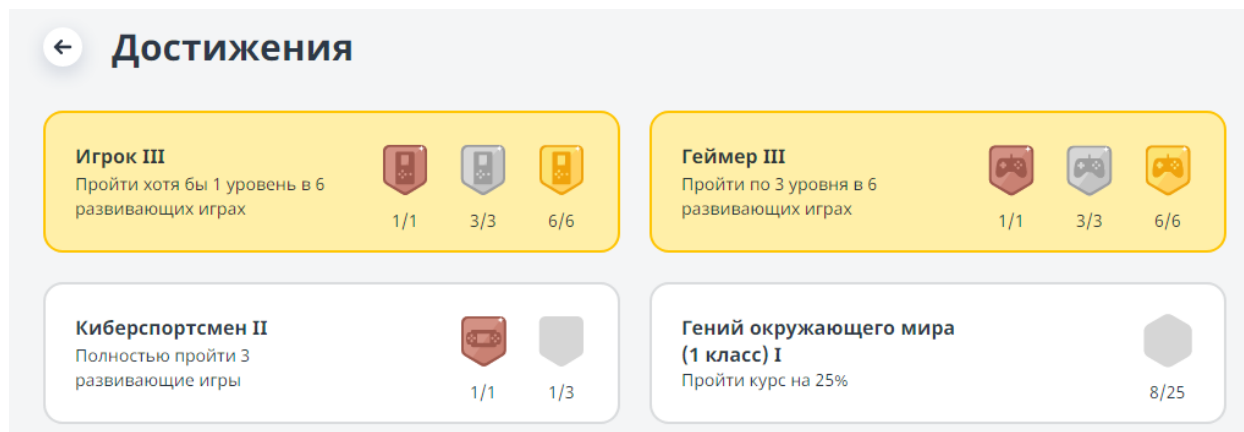 Достижения
Игрок III
Пройти хотя бы 1 уровень в 6
развивающих играх
1/1 3/3 6/6
Геймер III
Пройти по 3 уровня в 6
развивающих играх
1/1 3/3 6/6
Киберспортсмен II
Полностью пройти 3
развивающие игры
1/1 1/3
Гений окружающего мира
(1 класс) I
Пройти курс на 25%
8/25